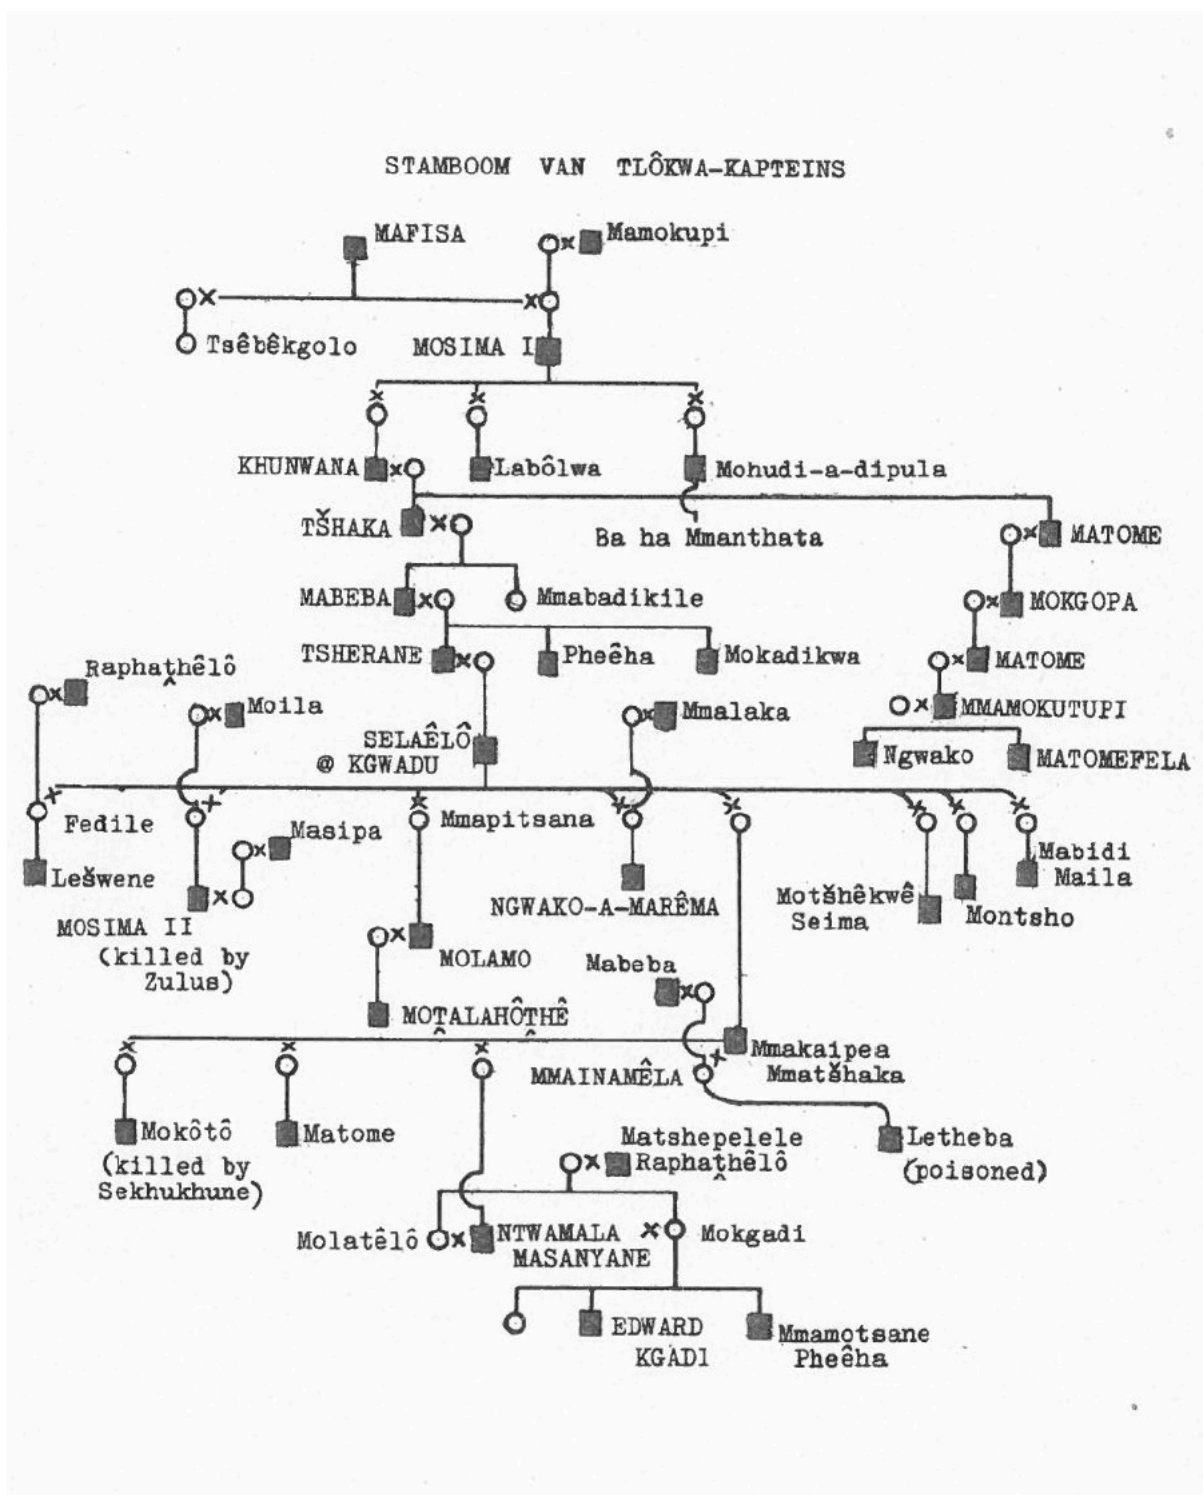 STAMBOOM VAN TLÔKWA-KAPTEINS
MAFISA
Mamokupi
Tsêbêkgolo
MOSIMA I
KHUNWANA
Labôlwa
Mohudi-a-dipula
TŠHAKA
Ba ha Mmanthata
MATOME
MABEBA
Mmabadikile
MOKGOPA
TSHERANE
Pheêha
Mokadikwa
MATOME
Raphaṱhêlô
Moila
Mmalaka
MMAMOKUTUPI
SELAÊLÔ
@ KGWADU
Ngwako
MATOMEFELA
Fedile
Masipa
Mmapitsana
Lešwene
MOSIMA II
(killed by
Zulus)
NGWAKO-A-MARÊMA
Motšhêkwê
Seima
Montsho
Mabidi
Maila
MOLAMO
Mabeba
MOṰALAHÔṰHÊ
Mmakaipea
Mmatšhaka
MMAINAMÊLA
Mokôtô
(killed by
Sekhukhune)
Matome
Letheba
(poisoned)
Matshepelele
Raphaṱhêlô
Molatêlô
NTWAMALA
MASANYANE
Mokgadi
EDWARD
KGADI
Mmamotsane
Pheêha